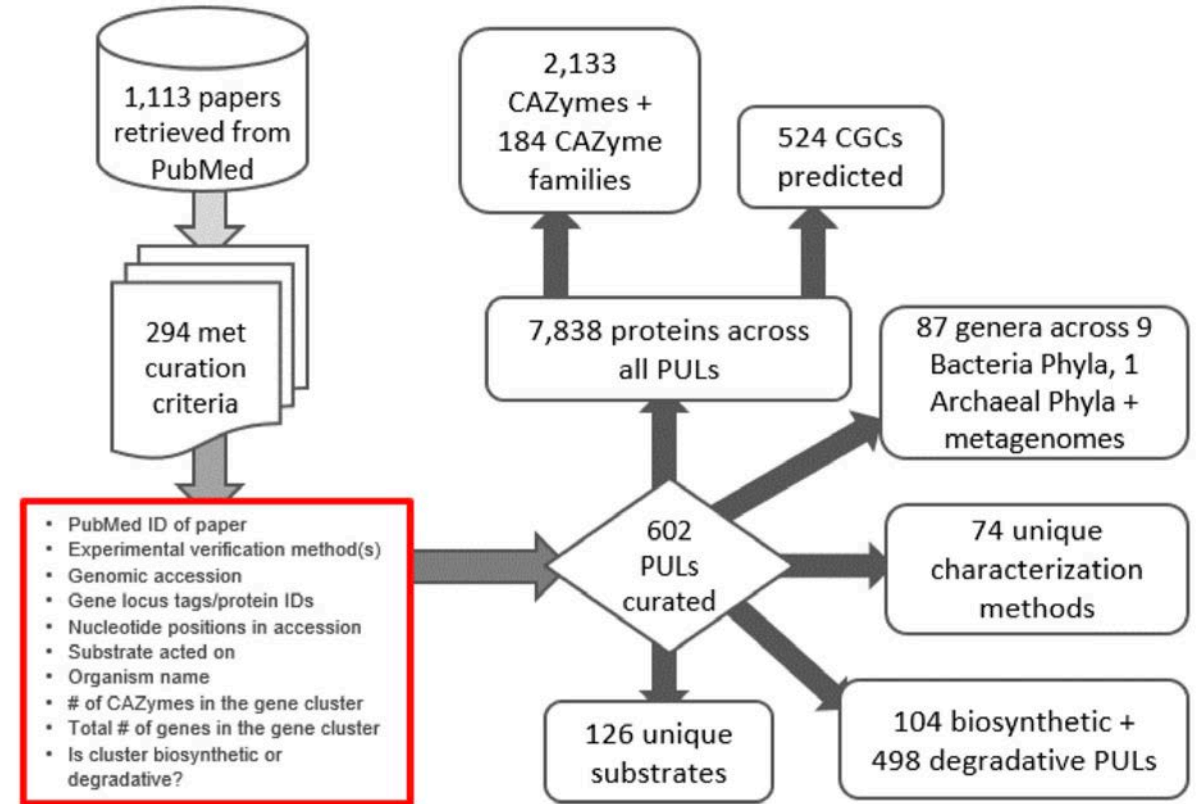 1,113 papers
retrieved from
PubMed
294 met
curation
criteria
• PubMed ID of paper
• Experimental verification method(s)
• Genomic accession
• Gene locus tags/protein IDs
• Nucleotide positions in accession
• Substrate acted on
• Organism name
• # of CAZymes in the gene cluster
• Total # of genes in the gene cluster
• Is cluster biosynthetic or
degradative?
602
PULs
curated
7,838 proteins across
all PULs
2,133
CAZymes +
184 CAZyme
families
524 CGCs
predicted
87 genera across 9
Bacteria Phyla, 1
Archaeal Phyla +
metagenomes
74 unique
characterization
methods
104 biosynthetic +
498 degradative PULs
126 unique
substrates